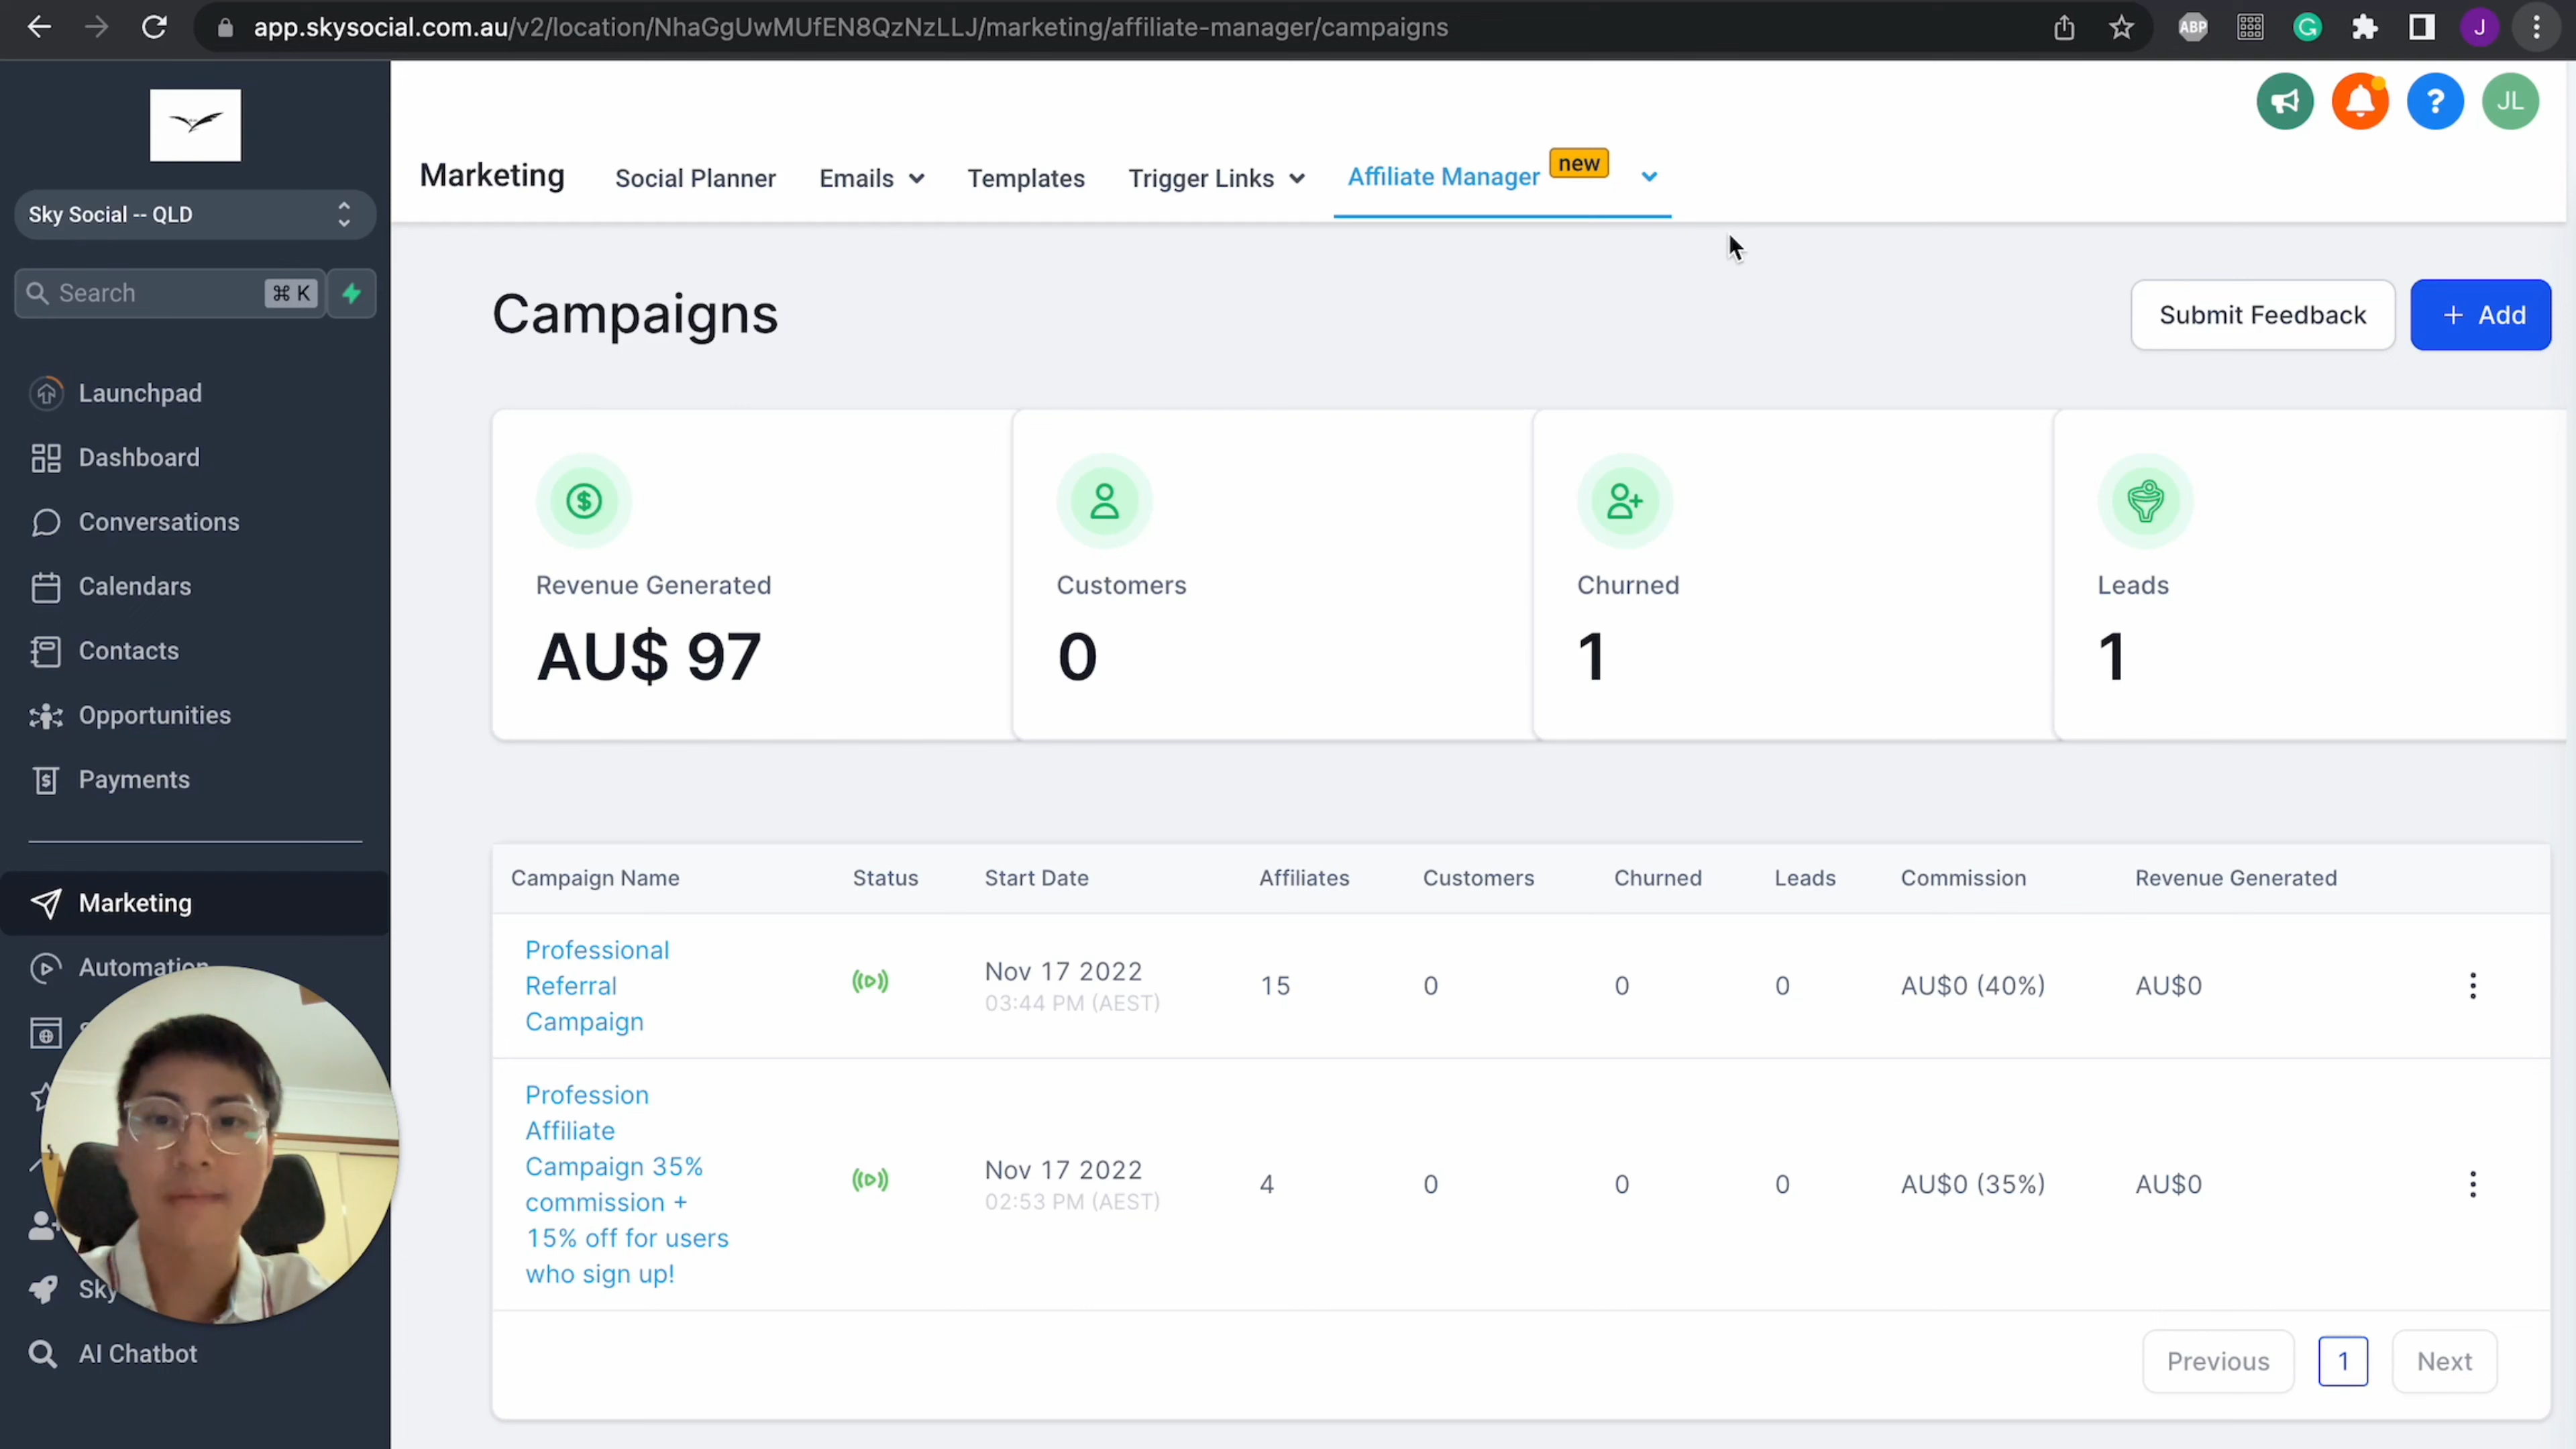 app.skysocial.com.au/v2/location/NhaGgUwMUfEN8QzNzLLJ/marketing/affiliate-manager/campaigns
ABP
J
JL
Marketing
Social Planner
Emails
Templates
Trigger Links
Affiliate Manager
new
Sky Social -- QLD
Search
⌘ K
Launchpad
Dashboard
Conversations
Calendars
Contacts
Opportunities
Payments
Marketing
Automation
Sky
AI Chatbot
Campaigns
Submit Feedback
+ Add
Revenue Generated
AU$ 97
Customers
0
Churned
1
Leads
1
Campaign Name Status Start Date Affiliates Customers Churned Leads Commission Revenue Generated
Professional
Referral
Campaign
Nov 17 2022
03:44 PM (AEST)
15 0 0 0 AU$0 (40%) AU$0
Profession
Affiliate
Campaign 35%
commission +
15% off for users
who sign up!
Nov 17 2022
02:53 PM (AEST)
4 0 0 0 AU$0 (35%) AU$0
Previous 1 Next